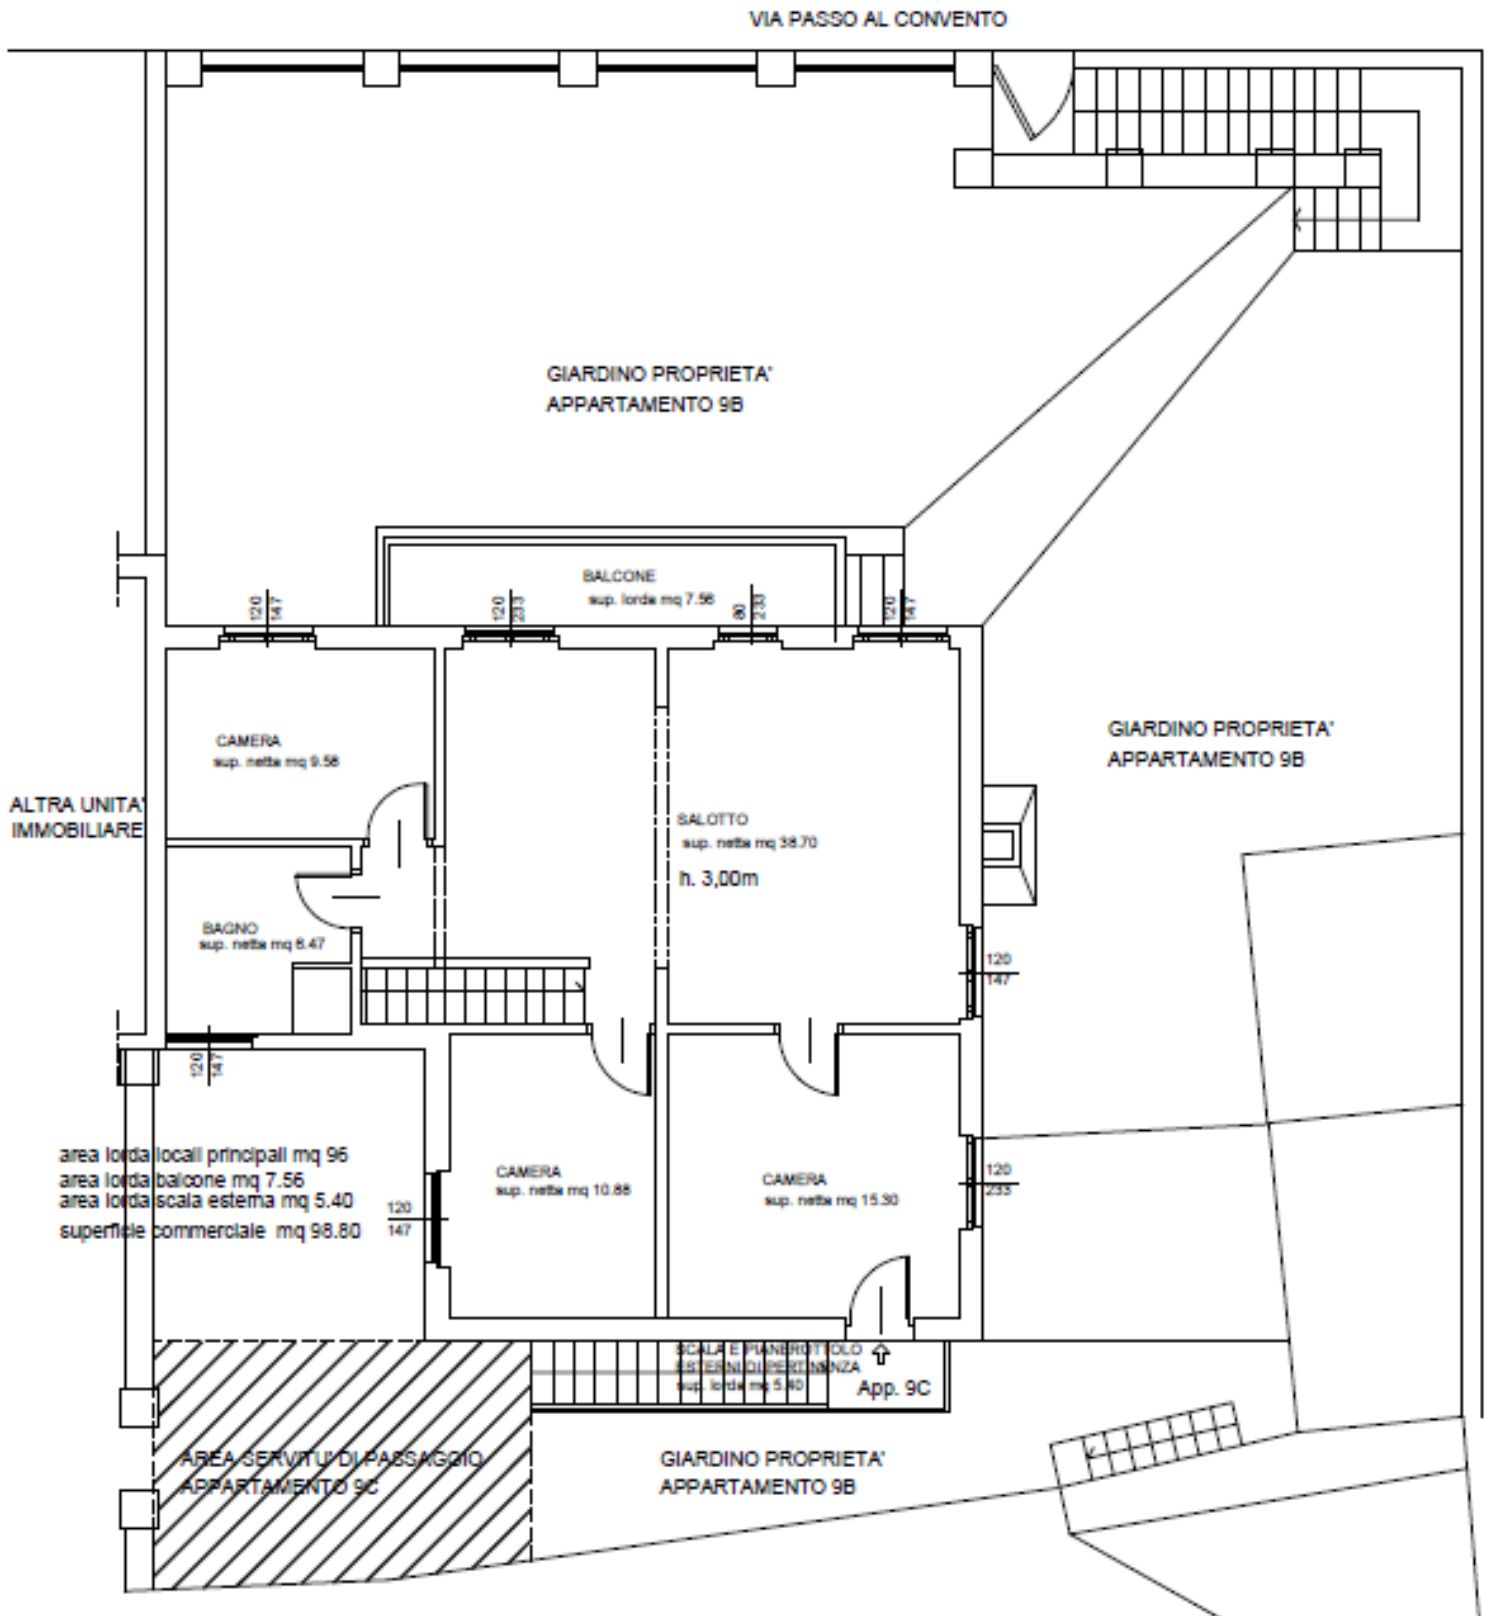 VIA PASSO AL CONVENTO
GIARDINO PROPRIETA'
APPARTAMENTO 9B
BALCONE
sup. lorda mq 7.56
120
147
120
233
80
233
120
147
CAMERA
sup. netta mq 9.58
GIARDINO PROPRIETA'
APPARTAMENTO 9B
ALTRA UNITA'
IMMOBILIARE
SALOTTO
sup. netta mq 38.70
h. 3,00m
BAGNO
sup. netta mq 6.47
120
147
120
147
area lorda locali principali mq 96
area lorda balcone mq 7.56
area lorda scala esterna mq 5.40
superficie commerciale mq 98.80
120
147
CAMERA
sup. netta mq 10.88
CAMERA
sup. netta mq 15.30
120
233
SCALA E PIANEROTTOLO
ESTERNI DI PERTINENZA
sup. lorda mq 5.40
App. 9C
AREA SERVITU' DI PASSAGGIO
APPARTAMENTO 9C
GIARDINO PROPRIETA'
APPARTAMENTO 9B